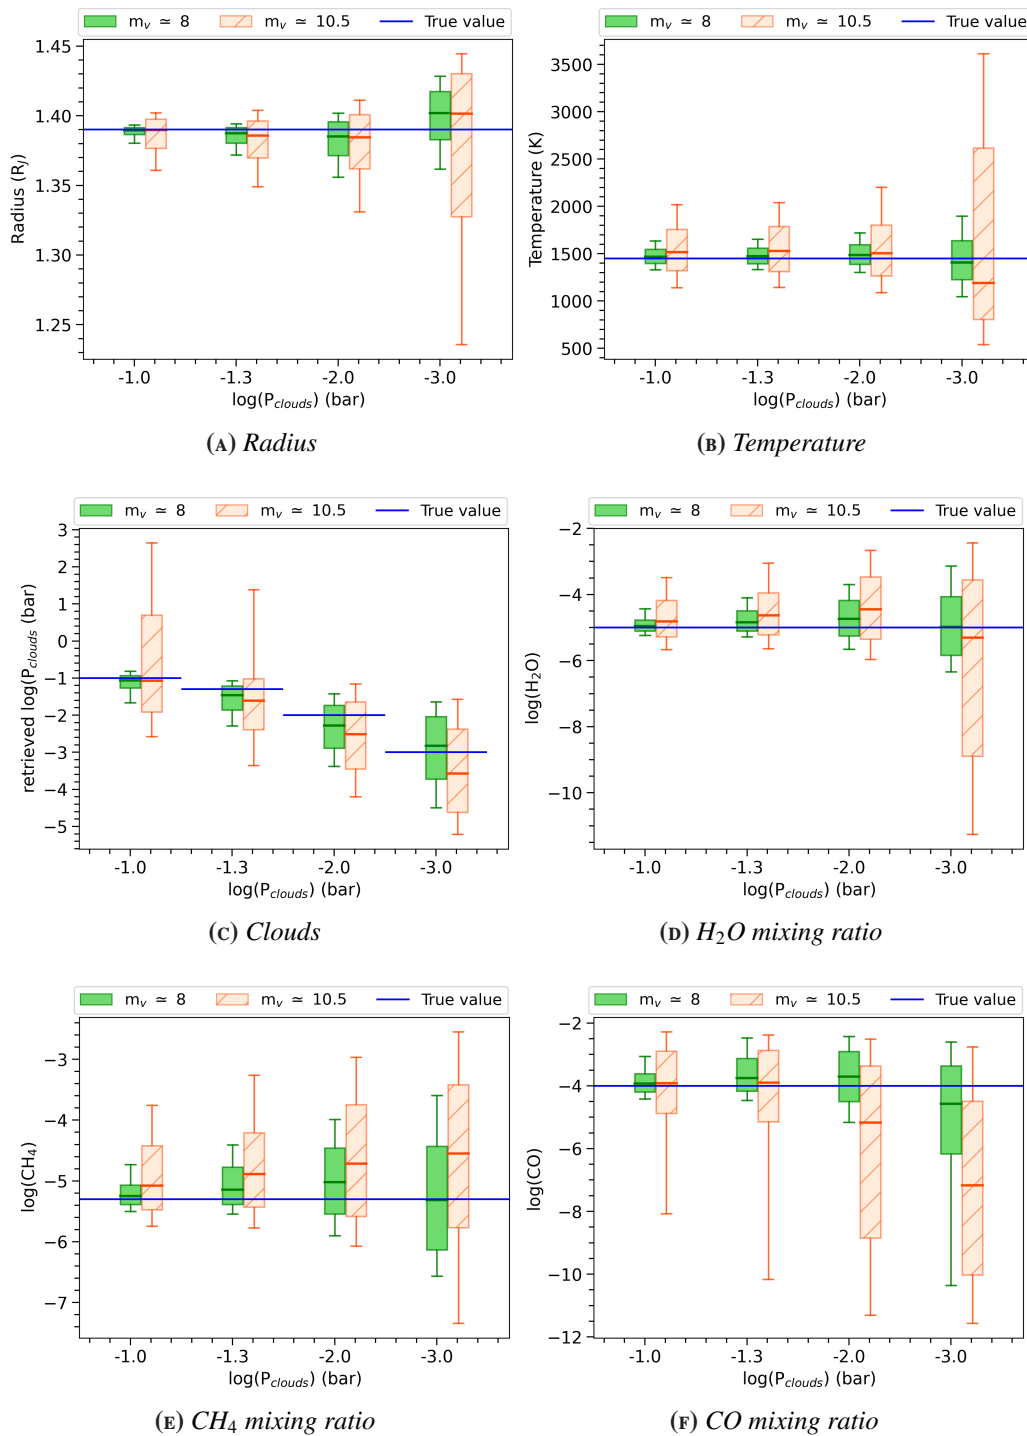 m_v ≃ 8 m_v ≃ 10.5 True value
1.45
1.40
1.35
1.30
1.25
Radius (R_J)
-1.0 -1.3 -2.0 -3.0
log(P_clouds) (bar)
(A) Radius
m_v ≃ 8 m_v ≃ 10.5 True value
3500
3000
2500
2000
1500
1000
500
Temperature (K)
-1.0 -1.3 -2.0 -3.0
log(P_clouds) (bar)
(B) Temperature
m_v ≃ 8 m_v ≃ 10.5 True value
3
2
1
0
−1
−2
−3
−4
−5
retrieved log(P_clouds) (bar)
-1.0 -1.3 -2.0 -3.0
log(P_clouds) (bar)
(C) Clouds
m_v ≃ 8 m_v ≃ 10.5 True value
−2
−4
−6
−8
−10
log(H₂O)
-1.0 -1.3 -2.0 -3.0
log(P_clouds) (bar)
(D) H₂O mixing ratio
m_v ≃ 8 m_v ≃ 10.5 True value
−3
−4
−5
−6
−7
log(CH₄)
-1.0 -1.3 -2.0 -3.0
log(P_clouds) (bar)
(E) CH₄ mixing ratio
m_v ≃ 8 m_v ≃ 10.5 True value
−2
−4
−6
−8
−10
−12
log(CO)
-1.0 -1.3 -2.0 -3.0
log(P_clouds) (bar)
(F) CO mixing ratio